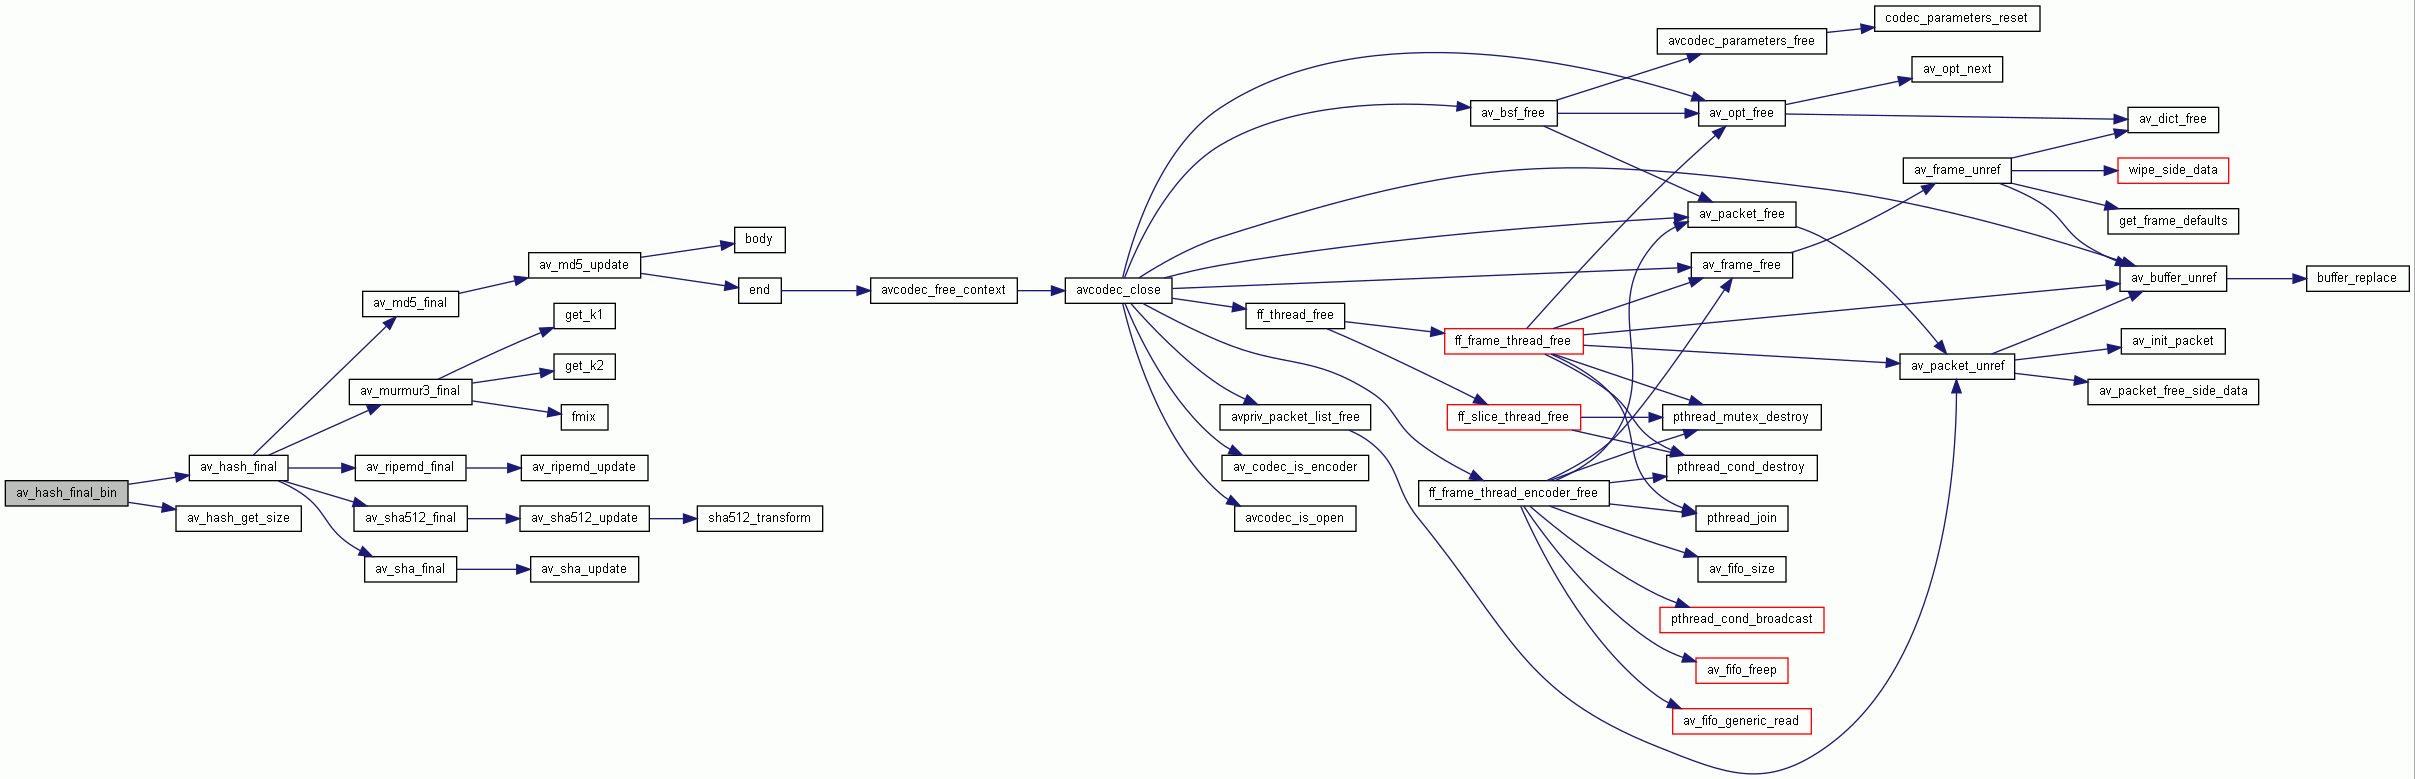 av_hash_final_bin
av_hash_final
av_hash_get_size
av_md5_final
av_murmur3_final
av_ripemd_final
av_sha512_final
av_sha_final
av_md5_update
get_k1
get_k2
fmix
av_ripemd_update
av_sha512_update
av_sha_update
body
end
sha512_transform
avcodec_free_context
avcodec_close
ff_thread_free
avpriv_packet_list_free
av_codec_is_encoder
avcodec_is_open
av_bsf_free
ff_frame_thread_free
ff_slice_thread_free
ff_frame_thread_encoder_free
avcodec_parameters_free
av_opt_free
av_packet_free
av_frame_free
pthread_mutex_destroy
pthread_cond_destroy
pthread_join
av_fifo_size
pthread_cond_broadcast
av_fifo_freep
av_fifo_generic_read
codec_parameters_reset
av_opt_next
av_frame_unref
av_packet_unref
av_dict_free
wipe_side_data
get_frame_defaults
av_buffer_unref
av_init_packet
av_packet_free_side_data
buffer_replace